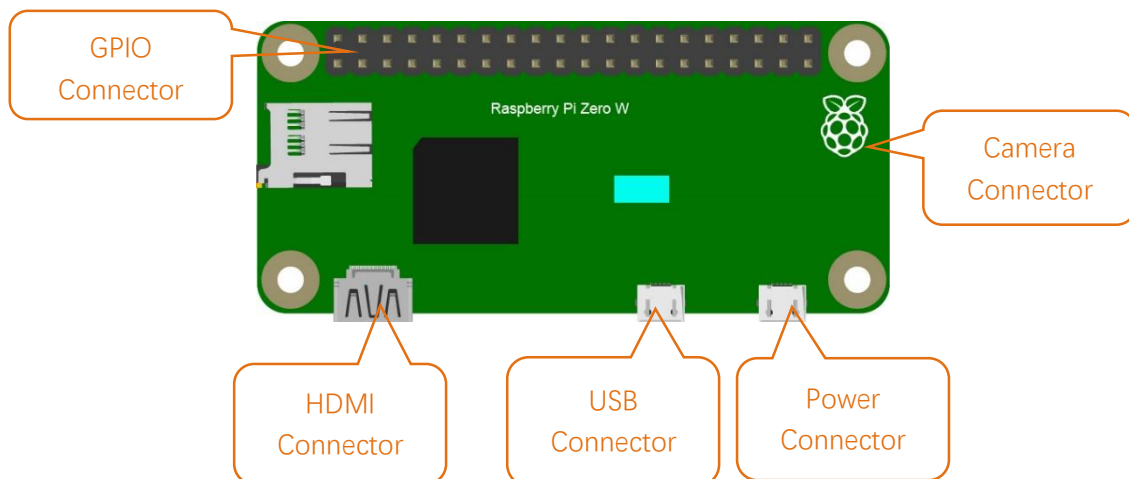 GPIO
Connector
Raspberry Pi Zero W
Camera
Connector
HDMI
Connector
USB
Connector
Power
Connector